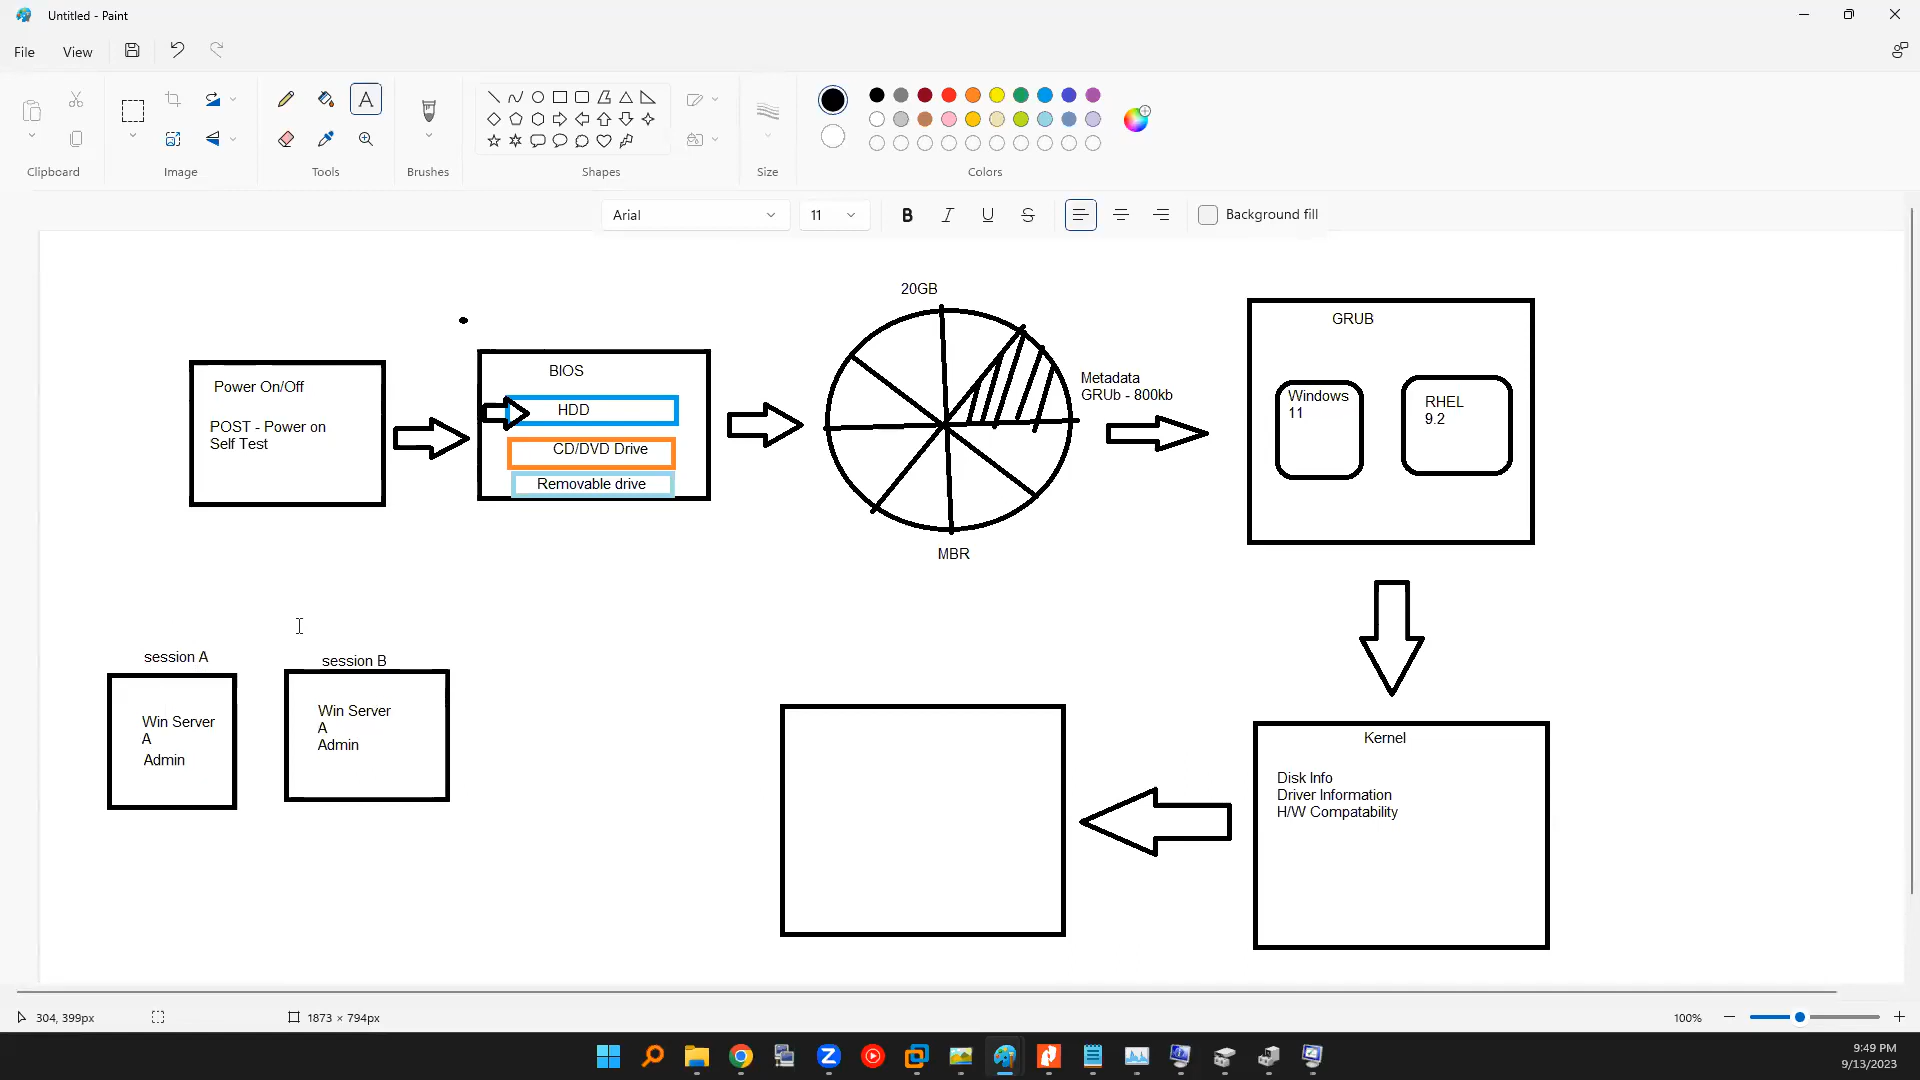 Untitled - Paint
File
View
Clipboard
Image
Tools
Brushes
Shapes
Size
Colors
Arial
11
B
I
U
S
Background fill
20GB
GRUB
Power On/Off
POST - Power on
Self Test
BIOS
HDD
CD/DVD Drive
Removable drive
Metadata
GRUb - 800kb
MBR
Windows
11
RHEL
9.2
session A
session B
Win Server
A
Admin
Win Server
A
Admin
Kernel
Disk Info
Driver Information
H/W Compatability
304, 399px
1873 × 794px
100%
9:49 PM
9/13/2023